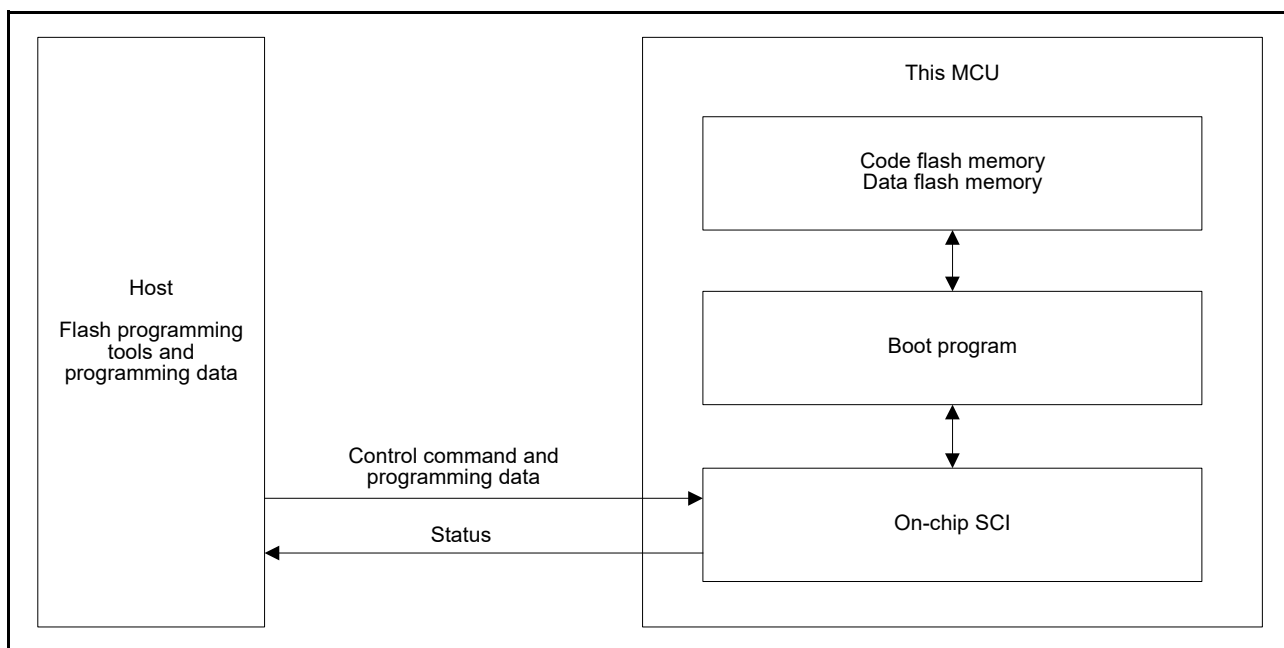 Host
Flash programming
tools and
programming data
Control command and
programming data
Status
This MCU
Code flash memory
Data flash memory
Boot program
On-chip SCI